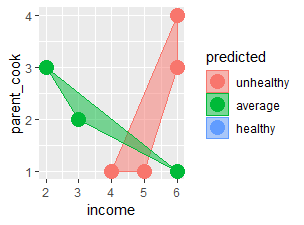 4
3
2
1
parent_cook
2 3 4 5 6
income
predicted
unhealthy
average
healthy